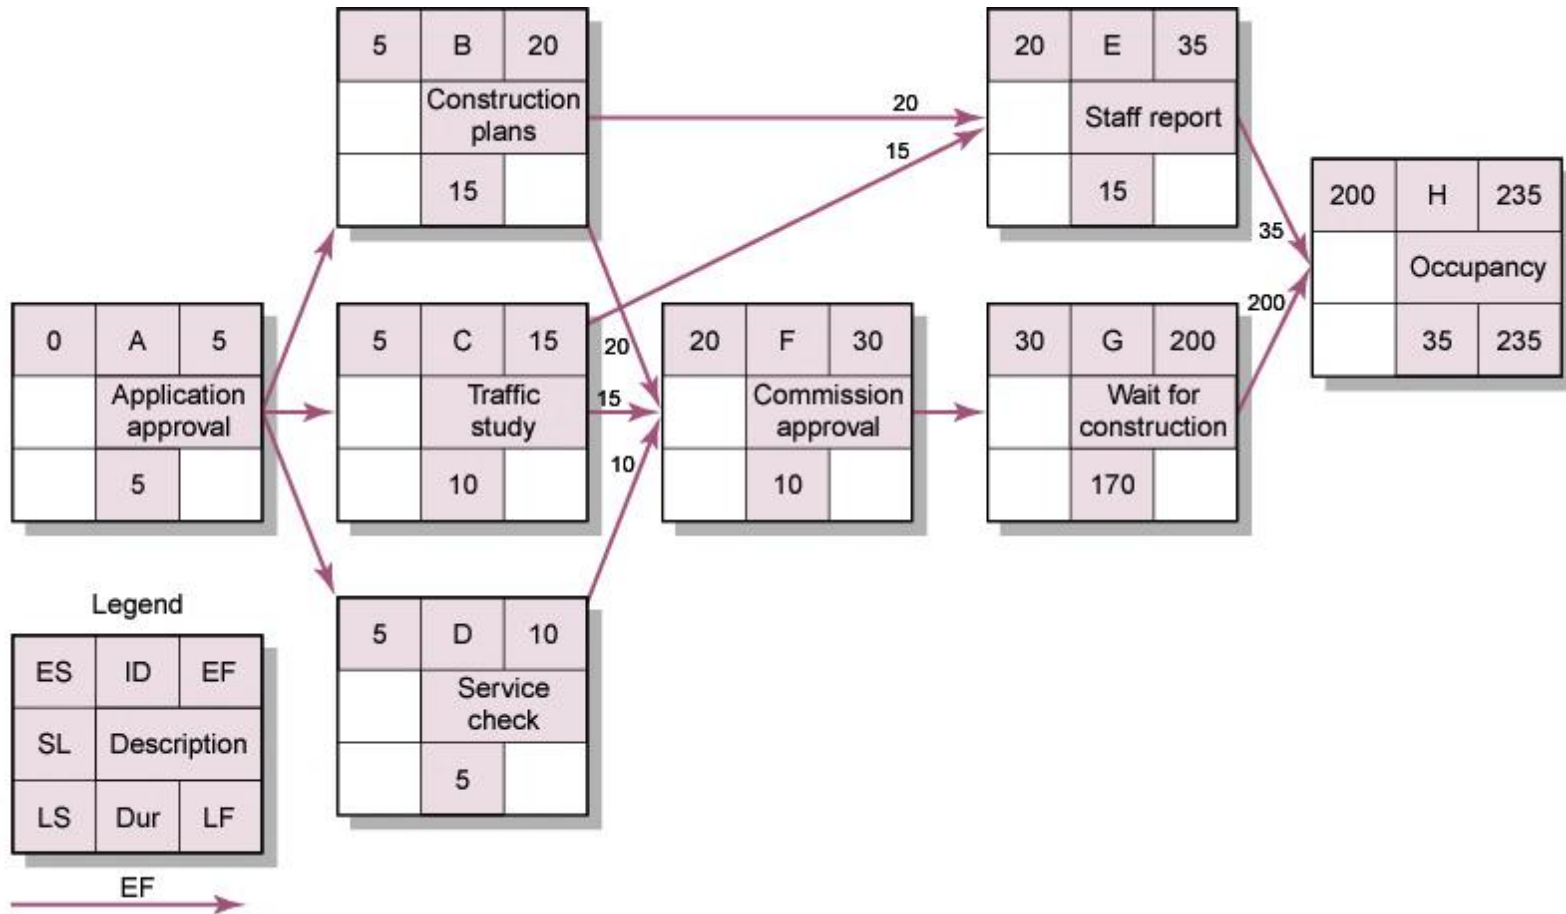 5 B 20
Construction
plans
15
20 E 35
Staff report
15
20
15
200 H 235
Occupancy
35 235
35
200
0 A 5
Application
approval
5
5 C 15
Traffic
study
10
20
15
10
20 F 30
Commission
approval
10
30 G 200
Wait for
construction
170
5 D 10
Service
check
5
Legend
ES ID EF
SL Description
LS Dur LF
EF